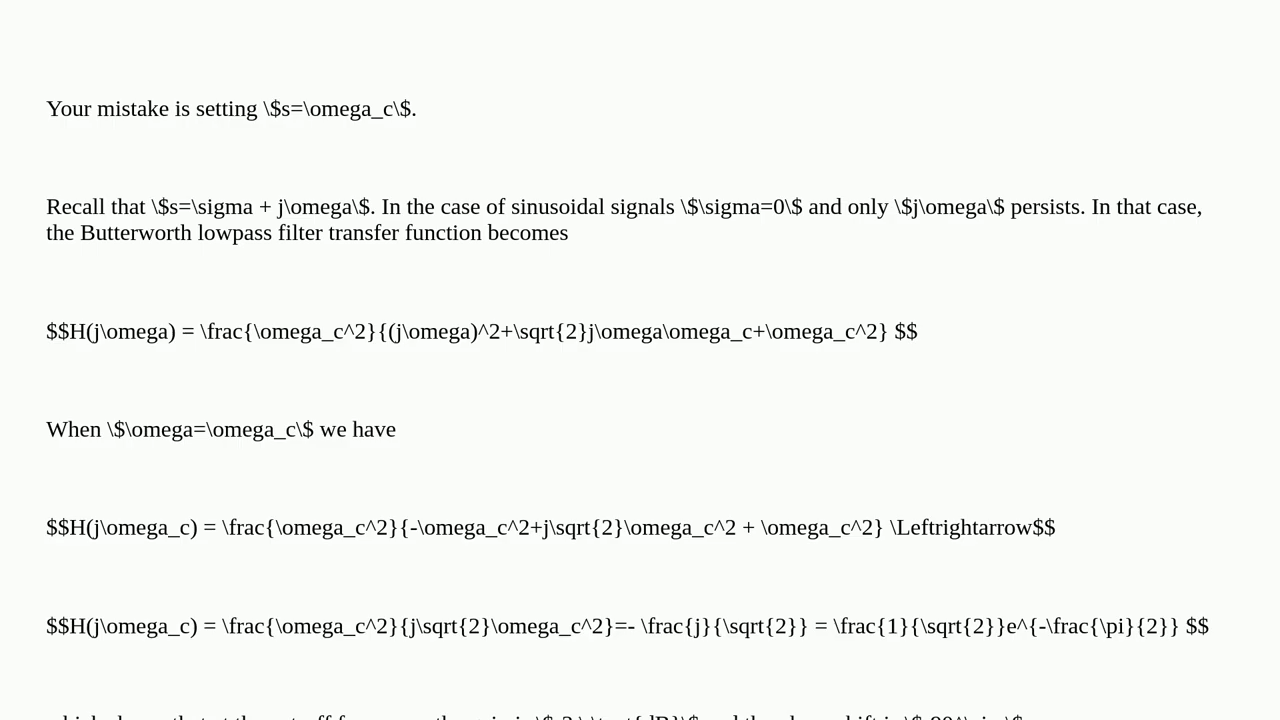 Your mistake is setting \$s=\omega_c\$.
Recall that \$s=\sigma + j\omega\$. In the case of sinusoidal signals \$\sigma=0\$ and only \$j\omega\$ persists. In that case,
the Butterworth lowpass filter transfer function becomes
$$H(j\omega) = \frac{\omega_c^2}{(j\omega)^2+\sqrt{2}j\omega\omega_c+\omega_c^2} $$
When \$\omega=\omega_c\$ we have
$$H(j\omega_c) = \frac{\omega_c^2}{-\omega_c^2+j\sqrt{2}\omega_c^2 + \omega_c^2} \Leftrightarrow$$
$$H(j\omega_c) = \frac{\omega_c^2}{j\sqrt{2}\omega_c^2}=- \frac{j}{\sqrt{2}} = \frac{1}{\sqrt{2}}e^{-\frac{\pi}{2}} $$